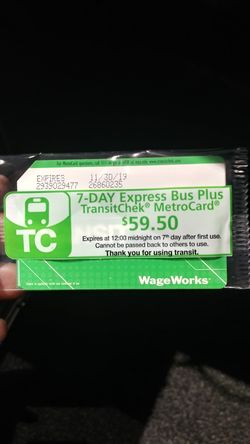 EXPIRES 11/30/19
2939029477 26860235
7-DAY Express Bus Plus
TransitChek® MetroCard®
$59.50
TC
Expires at 12:00 midnight on 7th day after first use.
Cannot be passed back to others to use.
Thank you for using transit.
WageWorks®